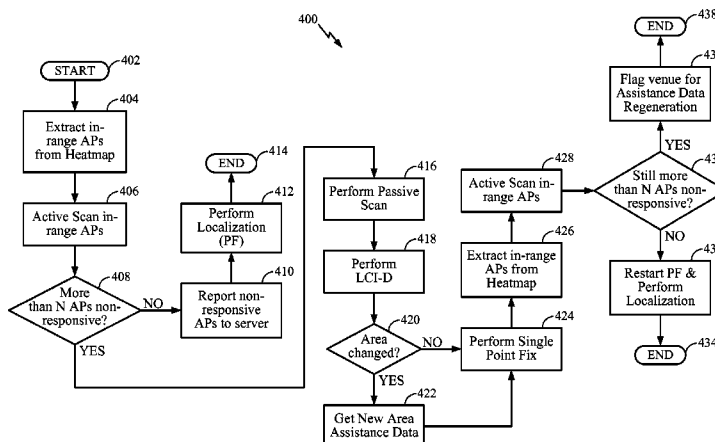 400
START
402
404
Extract in-
range APs
from Heatmap
406
Active Scan in-
range APs
408
More
than N APs non-
responsive?
NO
YES
END
414
412
Perform
Localization
(PF)
410
Report non-
responsive
APs to server
416
Perform Passive
Scan
418
Perform
LCI-D
420
Area
changed?
NO
YES
422
Get New Area
Assistance Data
424
Perform Single
Point Fix
426
Extract in-range
APs from
Heatmap
428
Active Scan in-
range APs
Still more
than N APs non-
responsive?
YES
NO
Flag venue for
Assistance Data
Regeneration
END
438
Restart PF &
Perform
Localization
END
434